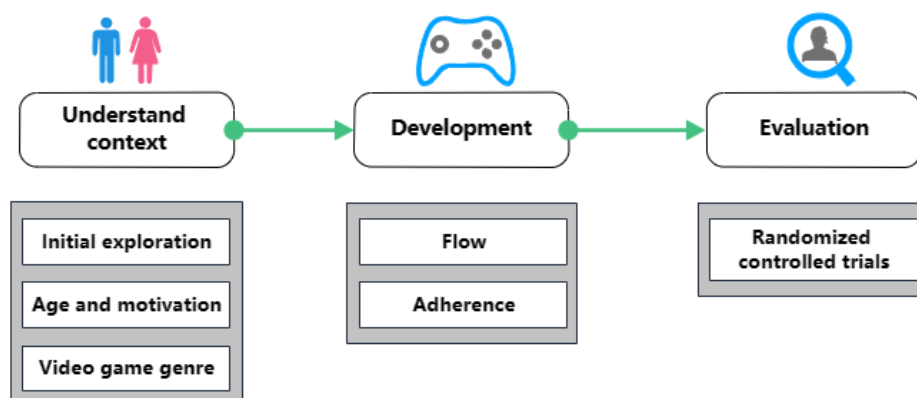 Understand
context
Development
Evaluation
Initial exploration
Age and motivation
Video game genre
Flow
Adherence
Randomized
controlled trials